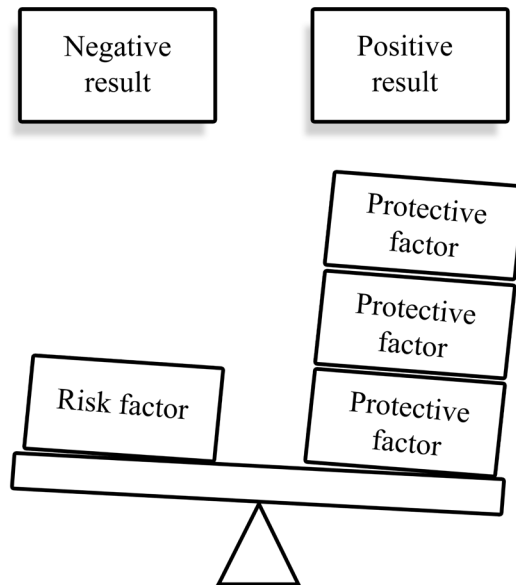 Negative
result
Positive
result
Protective
factor
Protective
factor
Risk factor
Protective
factor